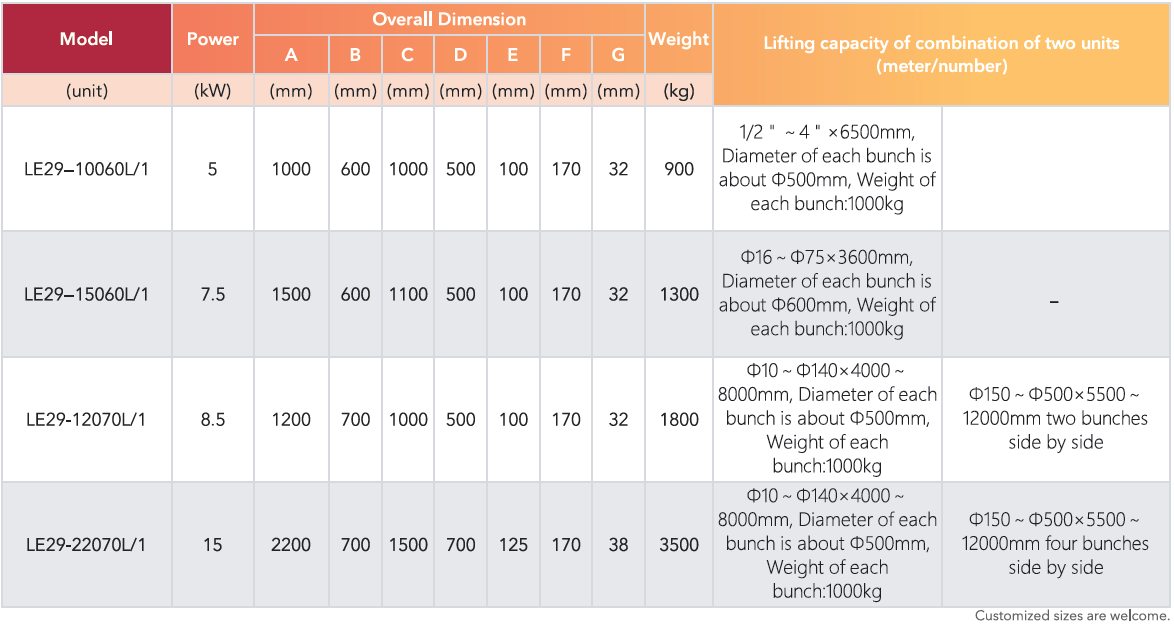 Model
Power
Overall Dimension
Weight
Lifting capacity of combination of two units
(meter/number)
A B C D E F G
(unit) (kW) (mm) (mm) (mm) (mm) (mm) (mm) (mm) (kg)
LE29–10060L/1 5 1000 600 1000 500 100 170 32 900
1/2 " ~ 4 " ×6500mm,
Diameter of each bunch is
about Φ500mm, Weight of
each bunch:1000kg
LE29–15060L/1 7.5 1500 600 1100 500 100 170 32 1300
Φ16 ~ Φ75×3600mm,
Diameter of each bunch is
about Φ600mm, Weight of
each bunch:1000kg
–
LE29-12070L/1 8.5 1200 700 1000 500 100 170 32 1800
Φ10 ~ Φ140×4000 ~
8000mm, Diameter of each
bunch is about Φ500mm,
Weight of each
bunch:1000kg
Φ150 ~ Φ500×5500 ~
12000mm two bunches
side by side
LE29-22070L/1 15 2200 700 1500 700 125 170 38 3500
Φ10 ~ Φ140×4000 ~
8000mm, Diameter of each
bunch is about Φ500mm,
Weight of each
bunch:1000kg
Φ150 ~ Φ500×5500 ~
12000mm four bunches
side by side
Customized sizes are welcome.